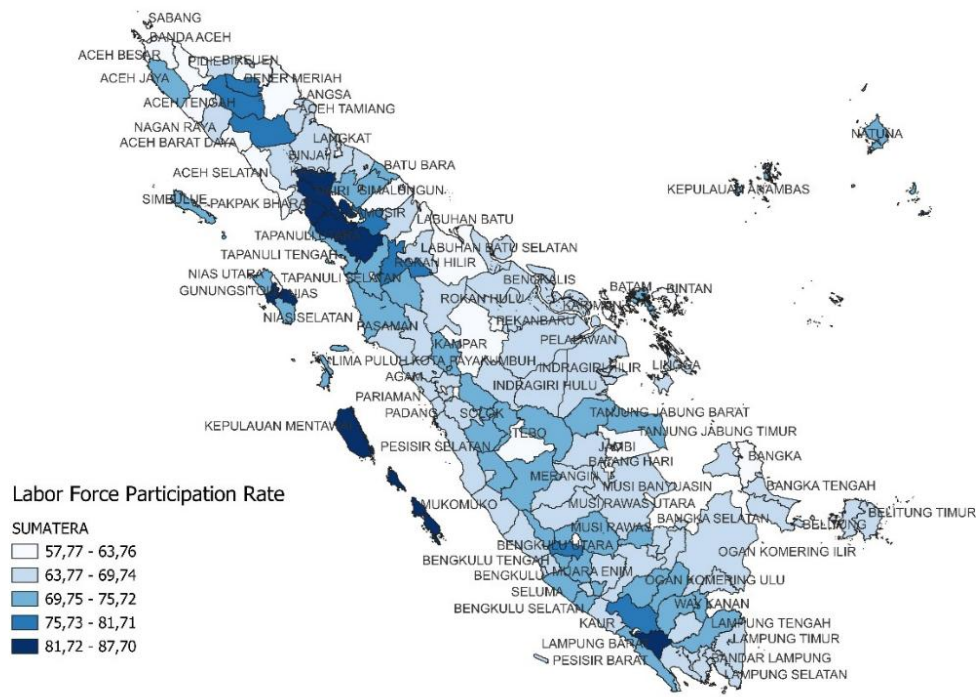 SABANG
BANDA ACEH
ACEH BESAR
PIDIE
BIREUEN
ACEH JAYA
BENER MERIAH
LANGSA
ACEH TENGAH
ACEH TAMIANG
NAGAN RAYA
LANGKAT
NATUNA
ACEH BARAT DAYA
BINJAI
BATU BARA
ACEH SELATAN
SIMALUNGUN
KEPULAUAN ANAMBAS
SIMEULUE
PAKPAK BHARAT
LABUHAN BATU
TAPANULI TENGAH
LABUHAN BATU SELATAN
ROKAN HILIR
NIAS UTARA
TAPANULI SELATAN
BENGKALIS
GUNUNGSITOLI
NIAS
ROKAN HULU
BATAM
BINTAN
KARIMUN
NIAS SELATAN
PASAMAN
PEKANBARU
KAMPAR
PELALAWAN
LIMA PULUH KOTA
PAYAKUMBUH
INDRAGIRI HILIR
LINGGA
AGAM
INDRAGIRI HULU
PARIAMAN
PADANG
SOLOK
TANJUNG JABUNG BARAT
KEPULAUAN MENTAWAI
TEBO
TANJUNG JABUNG TIMUR
PESISIR SELATAN
JAMBI
BATANG HARI
BANGKA
MERANGIN
MUSI BANYUASIN
BANGKA TENGAH
Labor Force Participation Rate
MUKOMUKO
MUSI RAWAS UTARA
BELITUNG TIMUR
SUMATERA
MUSI RAWAS
BANGKA SELATAN
BELITUNG
57,77 - 63,76
BENGKULU UTARA
OGAN KOMERING ILIR
63,77 - 69,74
BENGKULU TENGAH
MUARA ENIM
69,75 - 75,72
BENGKULU
OGAN KOMERING ULU
75,73 - 81,71
SELUMA
BENGKULU SELATAN
WAY KANAN
81,72 - 87,70
KAUR
LAMPUNG TENGAH
LAMPUNG BARAT
LAMPUNG TIMUR
PESISIR BARAT
BANDAR LAMPUNG
LAMPUNG SELATAN